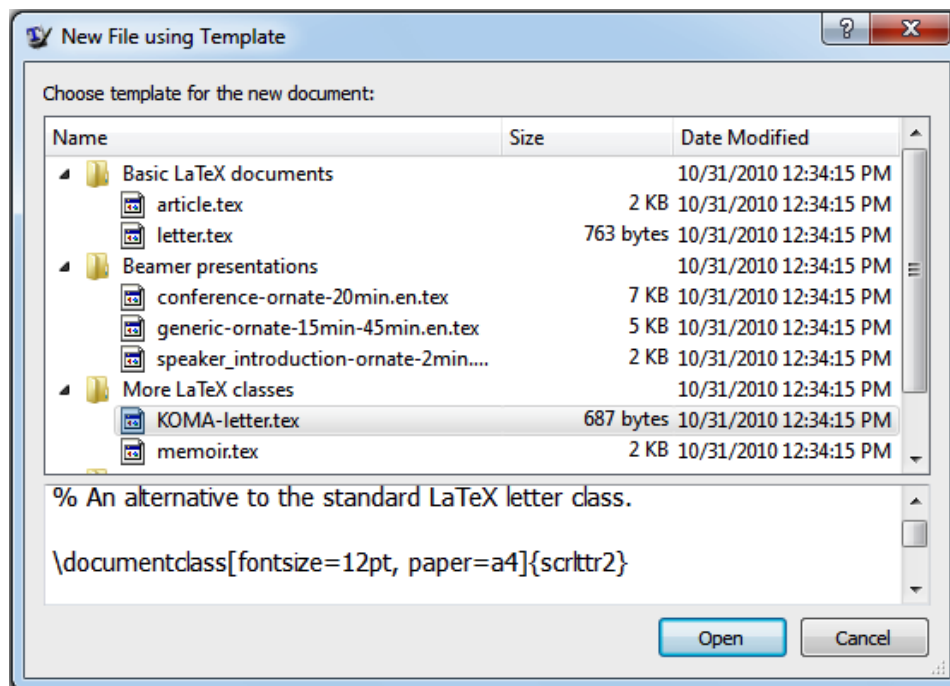 New File using Template
Choose template for the new document:
Name Size Date Modified
Basic LaTeX documents 10/31/2010 12:34:15 PM
article.tex 2 KB 10/31/2010 12:34:15 PM
letter.tex 763 bytes 10/31/2010 12:34:15 PM
Beamer presentations 10/31/2010 12:34:15 PM
conference-ornate-20min.en.tex 7 KB 10/31/2010 12:34:15 PM
generic-ornate-15min-45min.en.tex 5 KB 10/31/2010 12:34:15 PM
speaker_introduction-ornate-2min.... 2 KB 10/31/2010 12:34:15 PM
More LaTeX classes 10/31/2010 12:34:15 PM
KOMA-letter.tex 687 bytes 10/31/2010 12:34:15 PM
memoir.tex 2 KB 10/31/2010 12:34:15 PM
% An alternative to the standard LaTeX letter class.
\documentclass[fontsize=12pt, paper=a4]{scrlttr2}
Open Cancel